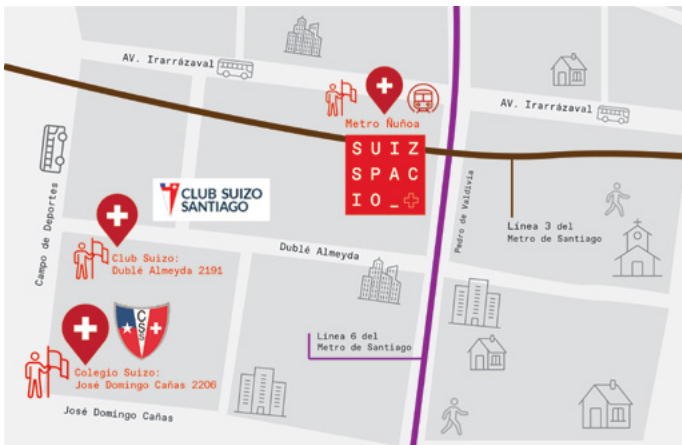 AV. Irarrázaval
Metro Ñuñoa
AV. Irarrázaval
SUIZ
SPAC
IO_+
Campo de Deportes
CLUB SUIZO
SANTIAGO
Pedro de Valdivia
Línea 3 del
Metro de Santiago
Club Suizo:
Dublé Almeyda 2191
Dublé Almeyda
CSS
Línea 6 del
Metro de Santiago
Colegio Suizo:
José Domingo Cañas 2206
José Domingo Cañas